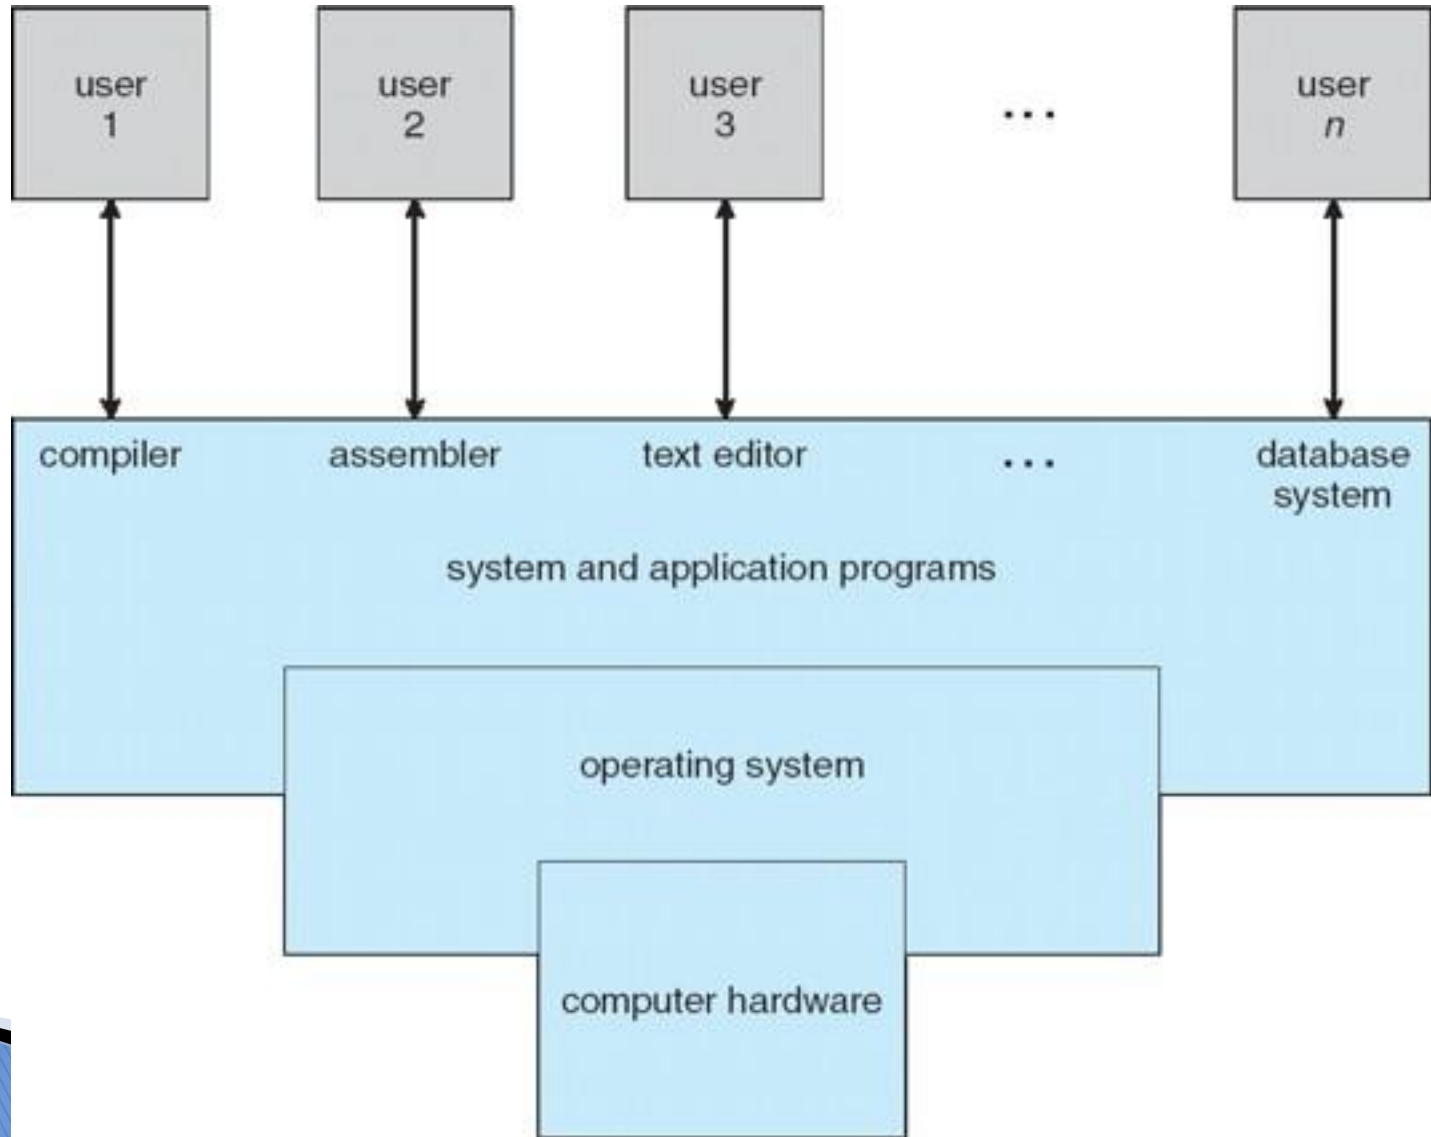 user
1
user
2
user
3
...
user
n
compiler
assembler
text editor
...
database
system
system and application programs
operating system
computer hardware